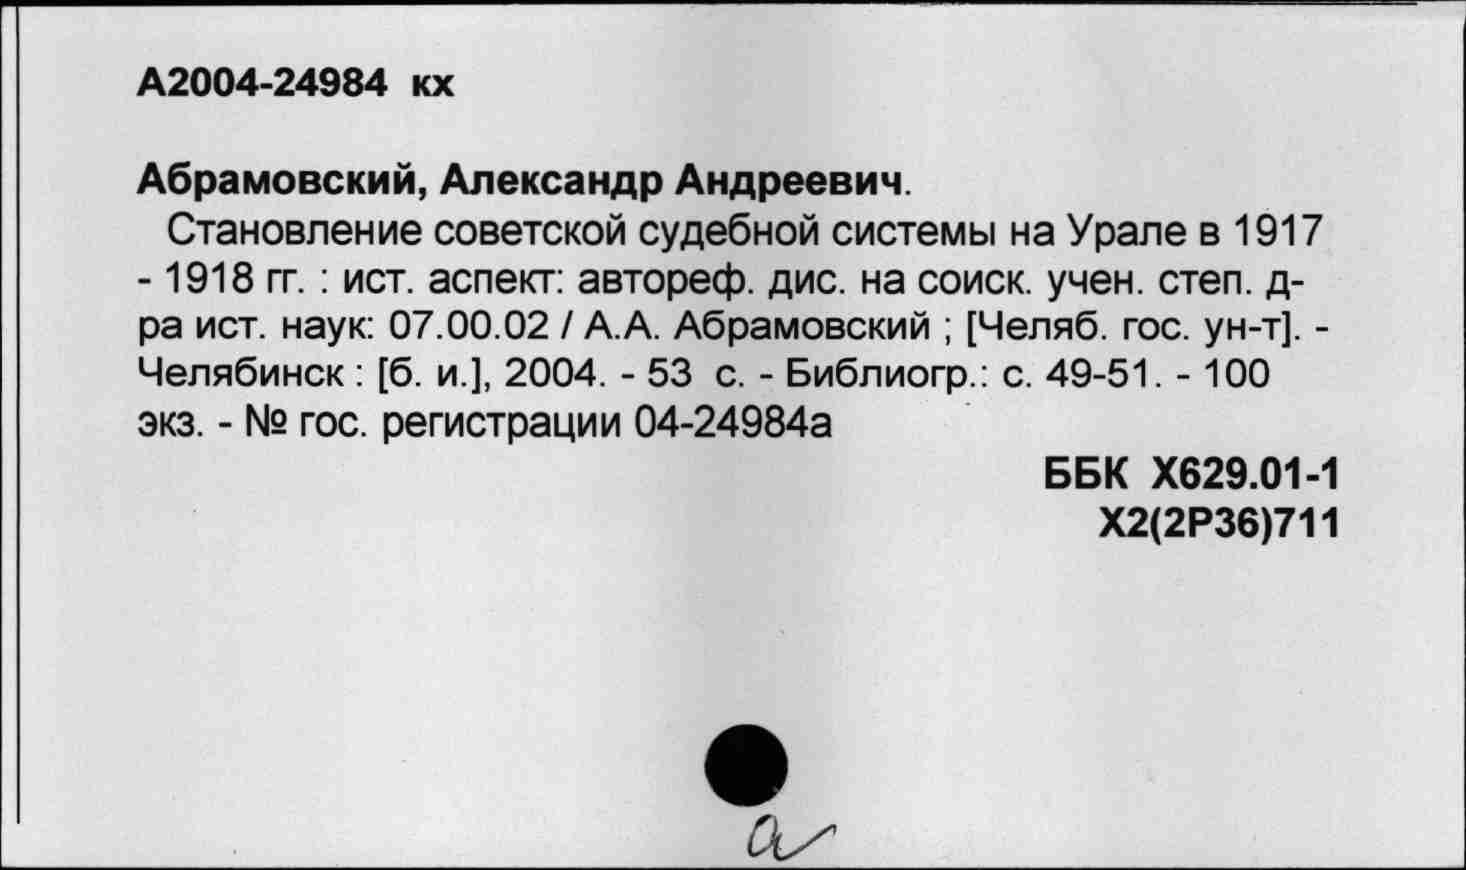 А2004-24984 кх
Абрамовский, Александр Андреевич.
Становление советской судебной системы на Урале в 1917
- 1918 гг. : ист. аспект: автореф. дис. на соиск. учен. степ. д-
ра ист. наук: 07.00.02 / А.А. Абрамовский ; [Челяб. гос. ун-т]. -
Челябинск : [б. и.], 2004. - 53 с. - Библиогр.: с. 49-51. - 100
экз. - № гос. регистрации 04-24984а
ББК Х629.01-1
Х2(2Р36)711
а